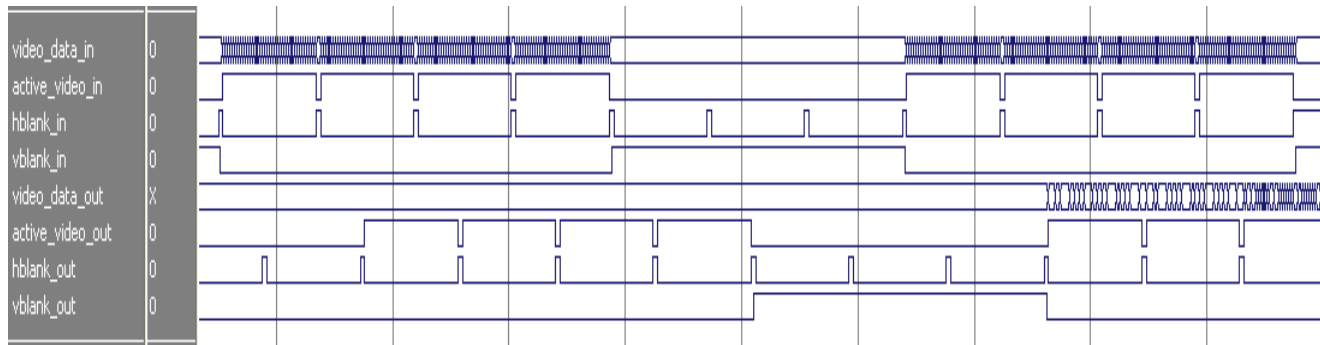 video_data_in 0
active_video_in 0
hblank_in 0
vblank_in 0
video_data_out X
active_video_out 0
hblank_out 0
vblank_out 0